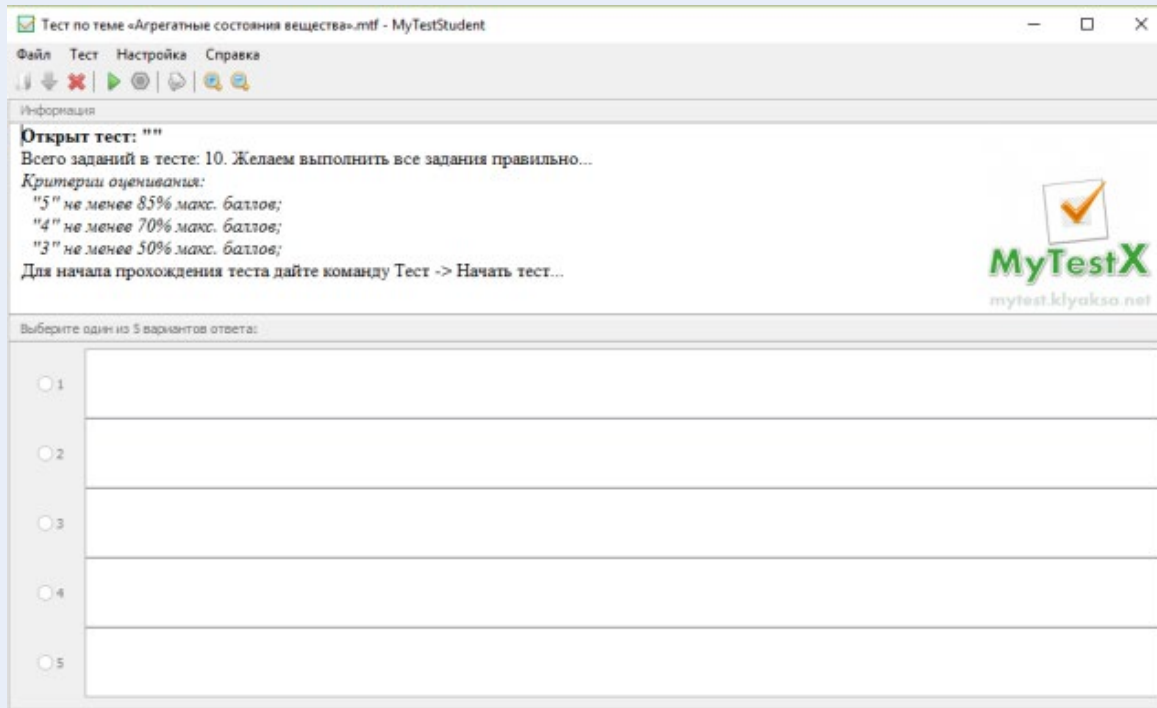 Тест по теме «Агрегатные состояния вещества».mtf - MyTestStudent
Файл Тест Настройка Справка
Информация
Открыт тест: ""
Всего заданий в тесте: 10. Желаем выполнить все задания правильно...
Критерии оценивания:
"5" не менее 85% макс. баллов;
"4" не менее 70% макс. баллов;
"3" не менее 50% макс. баллов;
Для начала прохождения теста дайте команду Тест -> Начать тест...
MyTestX
mytest.klyaksa.net
Выберите один из 5 вариантов ответа:
1
2
3
4
5